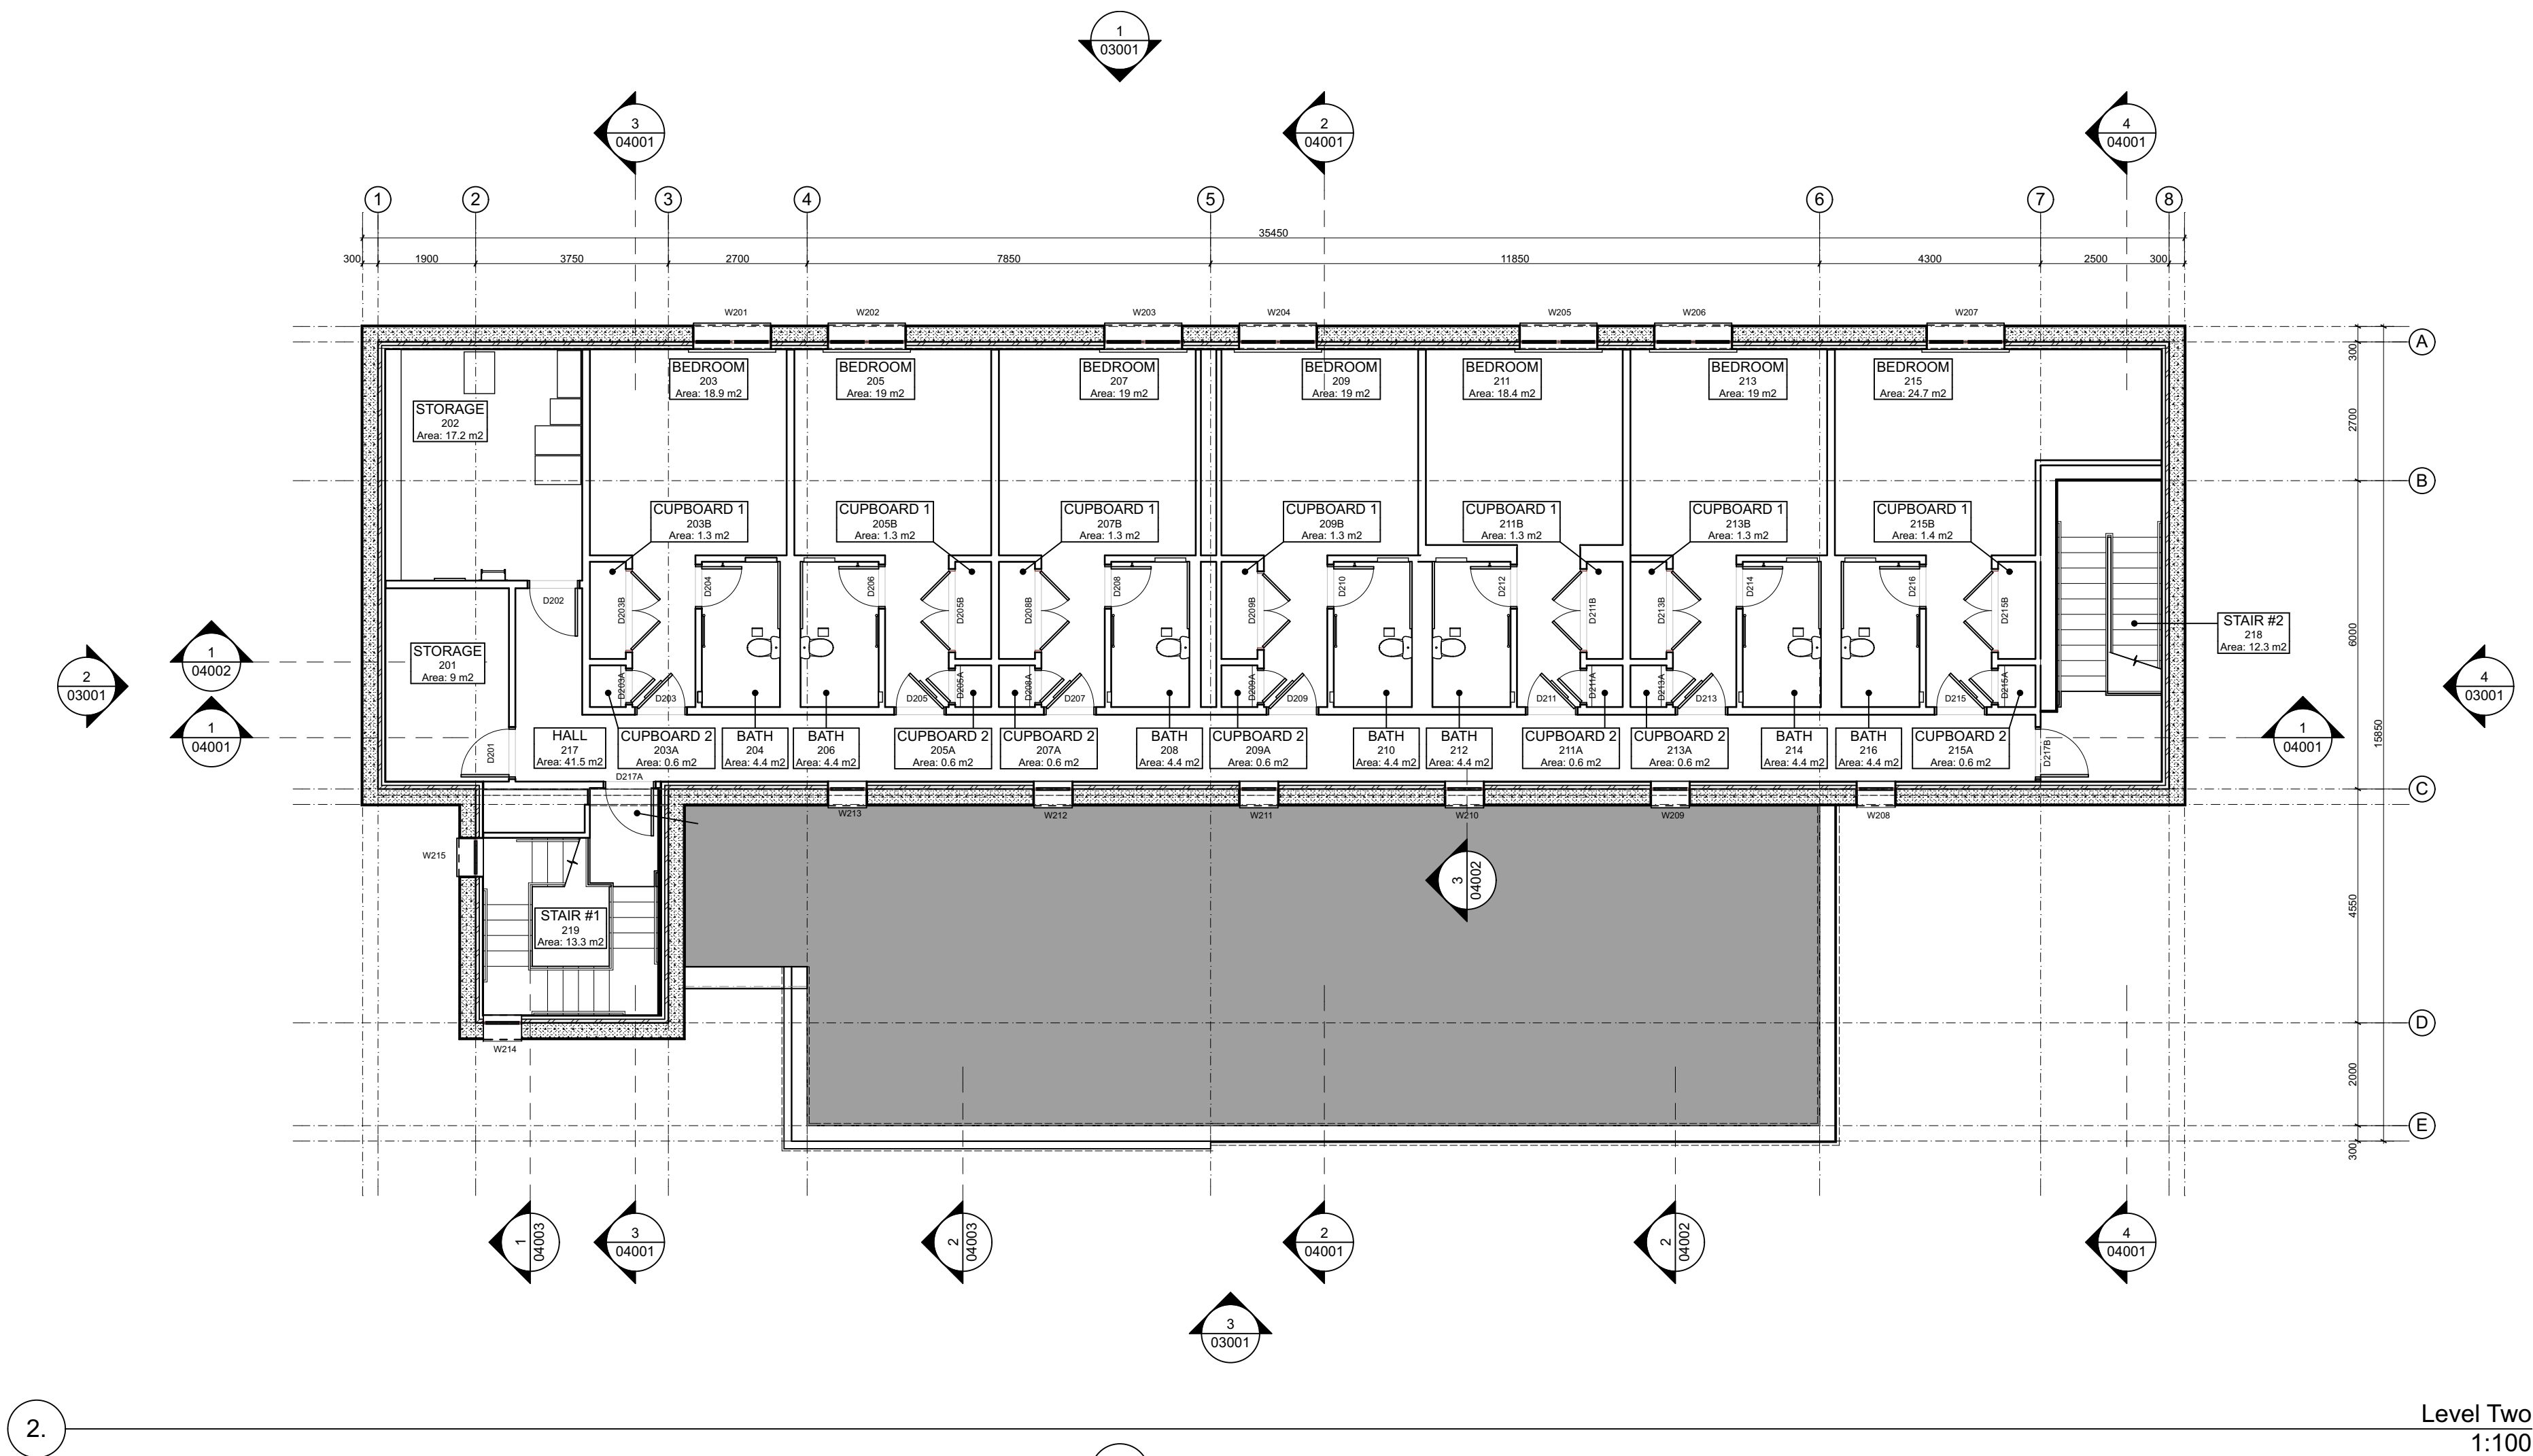 1
03001
3
04001
2
04001
4
04001
1
2
3
4
5
6
7
8
35450
300
1900
3750
2700
7850
11850
4300
2500
300
W201
W202
W203
W204
W205
W206
W207
A
300
BEDROOM
203
Area: 18.9 m2
BEDROOM
205
Area: 19 m2
BEDROOM
207
Area: 19 m2
BEDROOM
209
Area: 19 m2
BEDROOM
211
Area: 18.4 m2
BEDROOM
213
Area: 19 m2
BEDROOM
215
Area: 24.7 m2
STORAGE
202
Area: 17.2 m2
2700
B
CUPBOARD 1
203B
Area: 1.3 m2
CUPBOARD 1
205B
Area: 1.3 m2
CUPBOARD 1
207B
Area: 1.3 m2
CUPBOARD 1
209B
Area: 1.3 m2
CUPBOARD 1
211B
Area: 1.3 m2
CUPBOARD 1
213B
Area: 1.3 m2
CUPBOARD 1
215B
Area: 1.4 m2
D202
D203B
D204
D206
D205B
D208B
D208
D209B
D210
D212
D211B
D213B
D214
D216
D215B
6000
STAIR #2
218
Area: 12.3 m2
1
04002
2
03001
1
04001
STORAGE
201
Area: 9 m2
4
03001
1
04001
D203A
D203
D205
D205A
D208A
D207
D209A
D209
D211
D211A
D213A
D213
D215
D215A
D201
HALL
217
Area: 41.5 m2
CUPBOARD 2
203A
Area: 0.6 m2
BATH
204
Area: 4.4 m2
BATH
206
Area: 4.4 m2
CUPBOARD 2
205A
Area: 0.6 m2
CUPBOARD 2
207A
Area: 0.6 m2
BATH
208
Area: 4.4 m2
CUPBOARD 2
209A
Area: 0.6 m2
BATH
210
Area: 4.4 m2
BATH
212
Area: 4.4 m2
CUPBOARD 2
211A
Area: 0.6 m2
CUPBOARD 2
213A
Area: 0.6 m2
BATH
214
Area: 4.4 m2
BATH
216
Area: 4.4 m2
CUPBOARD 2
215A
Area: 0.6 m2
D217B
15850
D217A
C
W213
W212
W211
W210
W209
W208
W215
3
04002
4550
STAIR #1
219
Area: 13.3 m2
D
W214
2000
E
300
1
04003
3
04001
2
04003
2
04001
2
04002
4
04001
3
03001
2.
Level Two
1:100